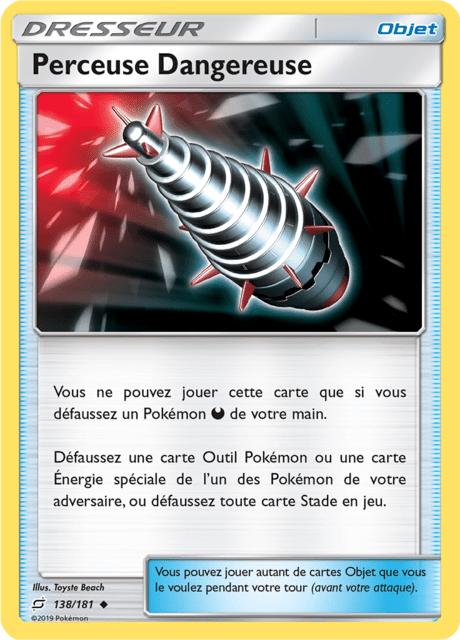 DRESSEUR
Objet
Perceuse Dangereuse
Vous ne pouvez jouer cette carte que si vous
défaussez un Pokémon de votre main.
Défaussez une carte Outil Pokémon ou une carte
Énergie spéciale de l'un des Pokémon de votre
adversaire, ou défaussez toute carte Stade en jeu.
Vous pouvez jouer autant de cartes Objet que vous
le voulez pendant votre tour (avant votre attaque).
Illus. Toyste Beach
138/181
©2019 Pokémon